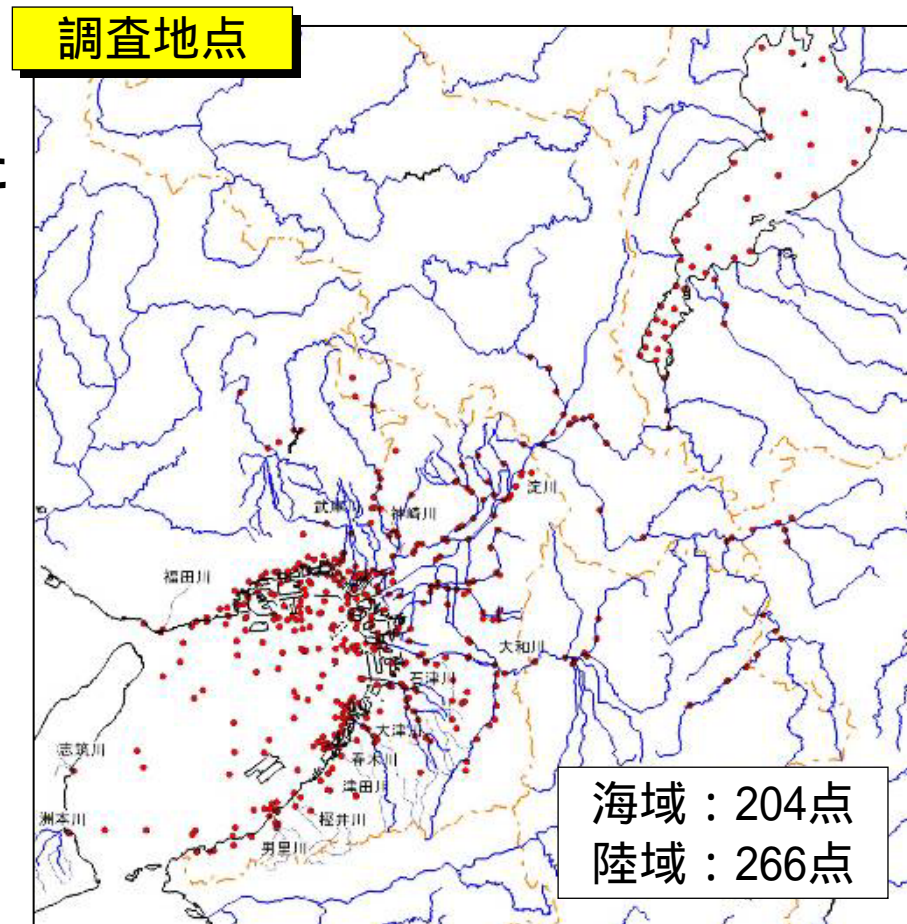 調査地点
た
淀川
武庫川
神崎川
福田川
大和川
石津川
大津川
志筑川
春木川
津田川
洲本川
樫井川
男里川
海域：204点
陸域：266点